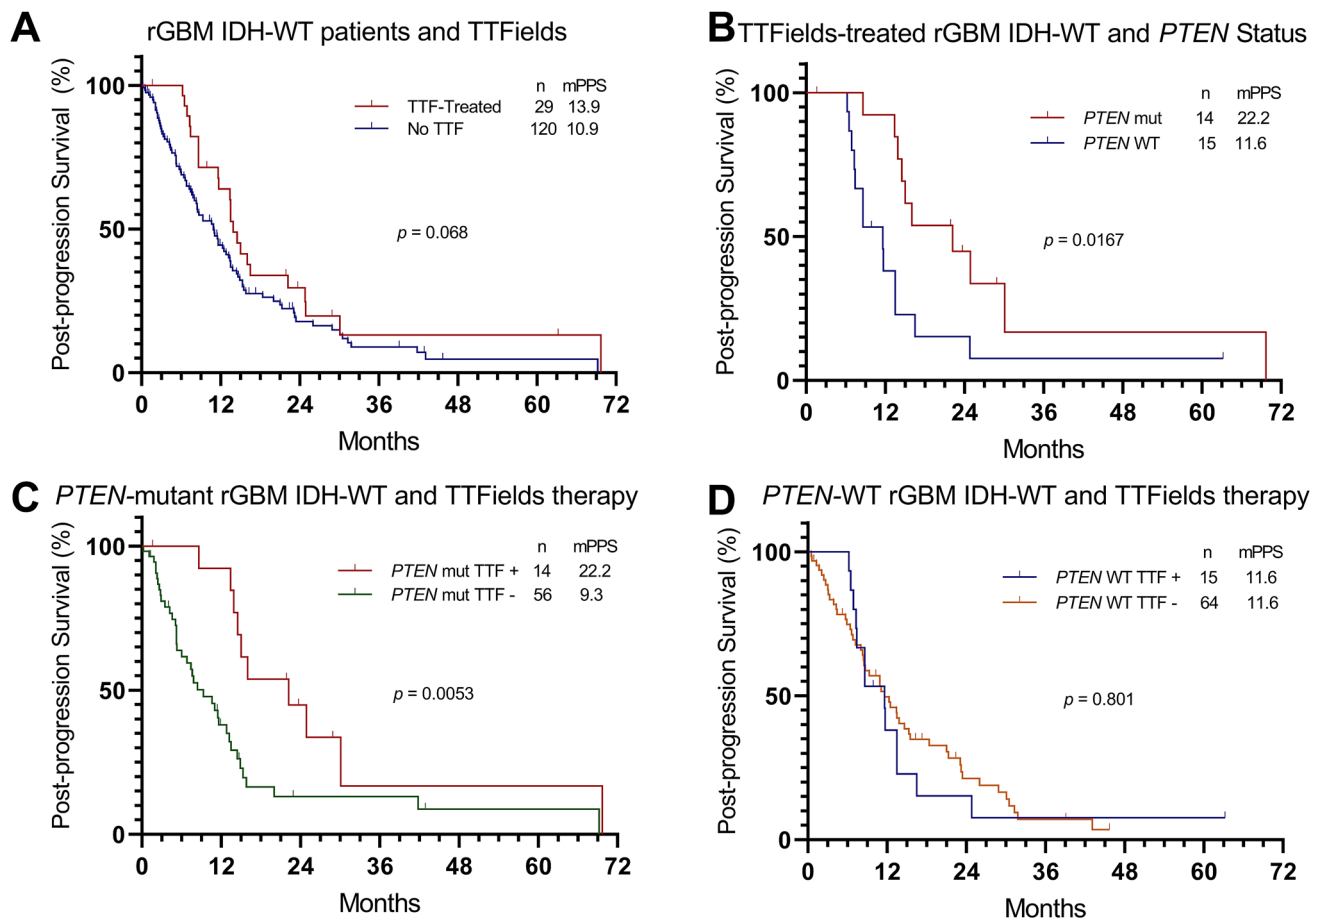 A
rGBM IDH-WT patients and TTFields
Post-progression Survival (%)
n mPPS
TTF-Treated 29 13.9
No TTF 120 10.9
p = 0.068
100
50
0
0 12 24 36 48 60 72
Months
B
TTFields-treated rGBM IDH-WT and PTEN Status
Post-progression Survival (%)
n mPPS
PTEN mut 14 22.2
PTEN WT 15 11.6
p = 0.0167
100
50
0
0 12 24 36 48 60 72
Months
C
PTEN-mutant rGBM IDH-WT and TTFields therapy
Post-progression Survival (%)
n mPPS
PTEN mut TTF + 14 22.2
PTEN mut TTF - 56 9.3
p = 0.0053
100
50
0
0 12 24 36 48 60 72
Months
D
PTEN-WT rGBM IDH-WT and TTFields therapy
Post-progression Survival (%)
n mPPS
PTEN WT TTF + 15 11.6
PTEN WT TTF - 64 11.6
p = 0.801
100
50
0
0 12 24 36 48 60 72
Months